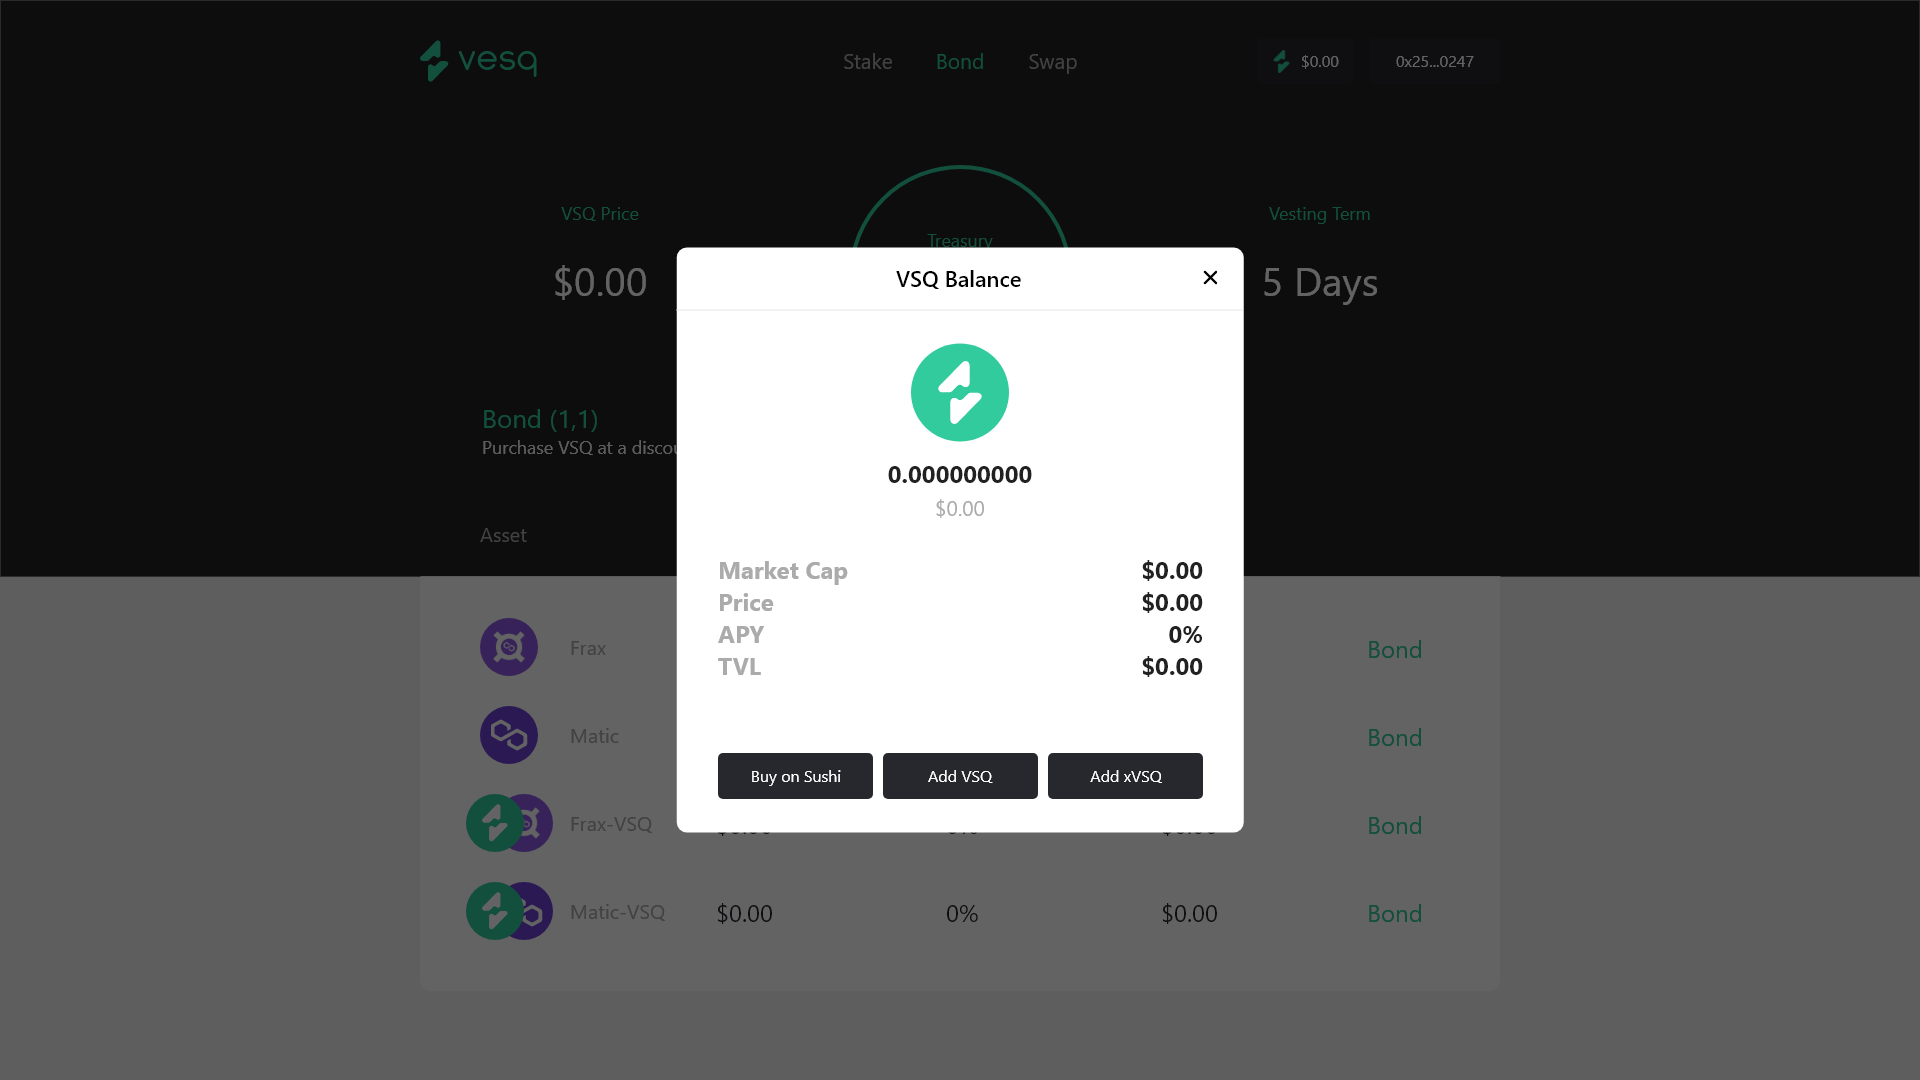 vesq
Stake
Bond
Swap
$0.00
0x25...0247
VSQ Price
$0.00
Treasury
Vesting Term
5 Days
Bond (1,1)
Purchase VSQ at a
Asset
VSQ Balance
0.000000000
$0.00
Market Cap $0.00
Price $0.00
APY 0%
TVL $0.00
Buy on Sushi
Add VSQ
Add xVSQ
Frax Bond
Matic Bond
Frax-VSQ Bond
Matic-VSQ $0.00 0% $0.00 Bond